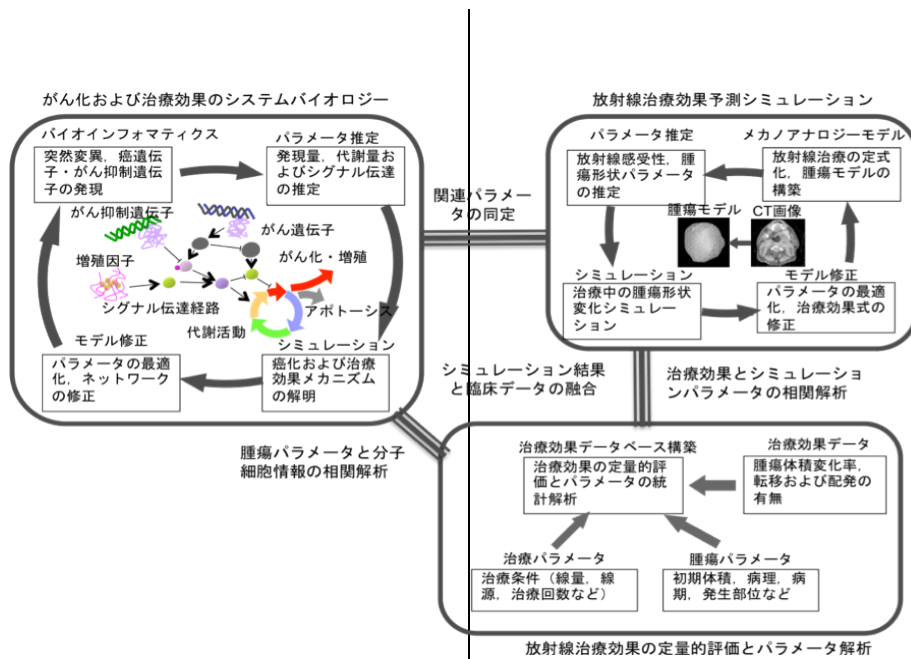 がん化および治療効果のシステムバイオロジー
バイオインフォマティクス
突然変異，癌遺伝
子・がん抑制遺伝
子の発現
パラメータ推定
発現量，代謝量およ
びシグナル伝達
の推定
がん抑制遺伝子
がん遺伝子
増殖因子
がん化・増殖
シグナル伝達経路
アポトーシス
代謝活動
モデル修正
パラメータの最適
化，ネットワーク
の修正
シミュレーション
癌化および治療
効果メカニズム
の解明
関連パラメー
タの同定
放射線治療効果予測シミュレーション
パラメータ推定
放射線感受性，腫
瘍形状パラメータ
の推定
メカノアナロジーモデル
放射線治療の定式
化，腫瘍モデルの
構築
腫瘍モデル
CT画像
シミュレーション
治療中の腫瘍形状
変化シミュレー
ション
モデル修正
パラメータの最適
化，治療効果式の
修正
シミュレーション結果
と臨床データの融合
治療効果とシミュレーショ
ンパラメータの相関解析
腫瘍パラメータと分子
細胞情報の相関解析
治療効果データベース構築
治療効果の定量的評
価とパラメータの統
計解析
治療効果データ
腫瘍体積変化率，
転移および配発の
有無
治療パラメータ
治療条件（線量，線
源，治療回数など）
腫瘍パラメータ
初期体積，病理，病
期，発生部位など
放射線治療効果の定量的評価とパラメータ解析